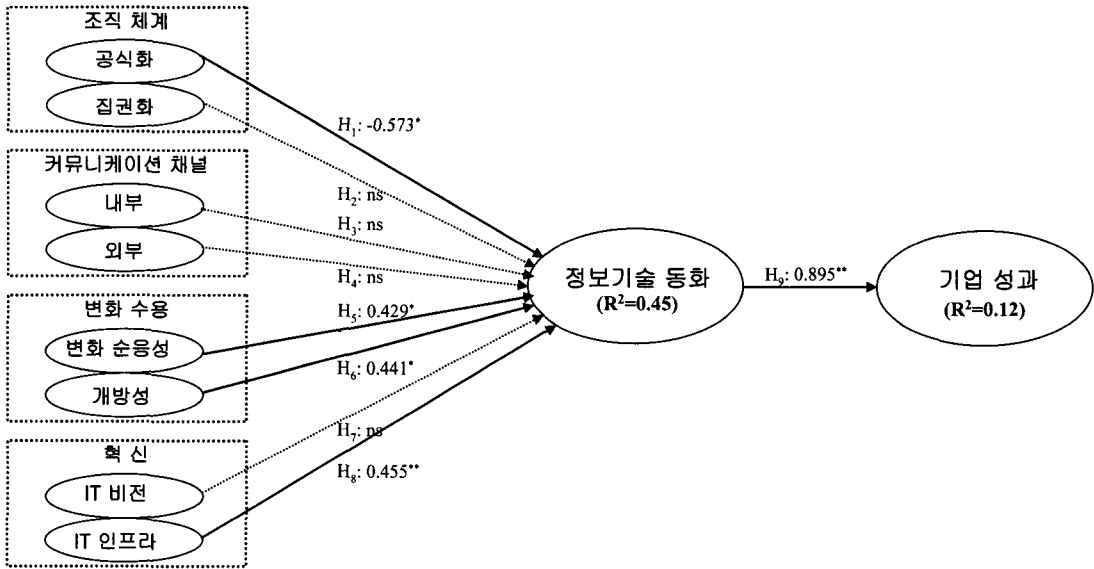 조직 체계
공식화
집권화
H1: -0.573*
커뮤니케이션 채널
내부
외부
H2: ns
H3: ns
H4: ns
정보기술 동화
(R²=0.45)
H9: 0.895**
기업 성과
(R²=0.12)
변화 수용
변화 순응성
개방성
H5: 0.429*
H6: 0.441*
혁 신
IT 비전
IT 인프라
H7: ns
H8: 0.455**